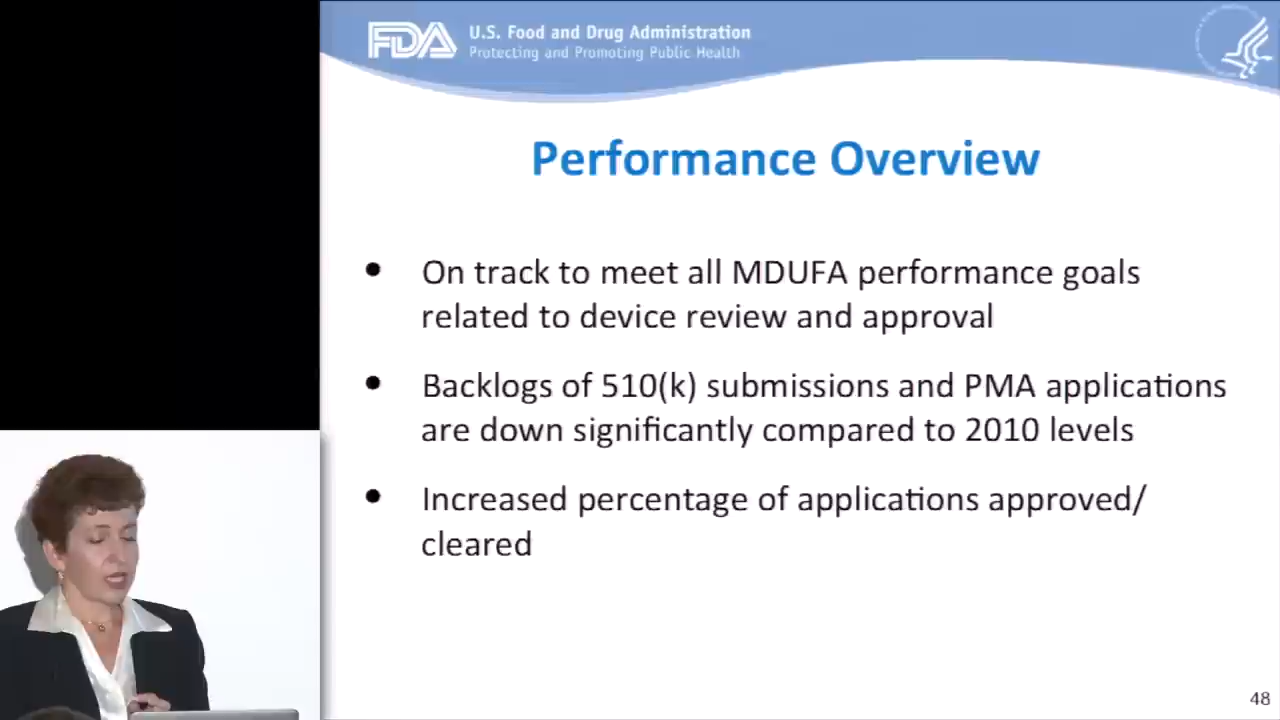 FDA
U.S. Food and Drug Administration
Protecting and Promoting Public Health
Performance Overview
• On track to meet all MDUFA performance goals
related to device review and approval
• Backlogs of 510(k) submissions and PMA applications
are down significantly compared to 2010 levels
• Increased percentage of applications approved/
cleared
48